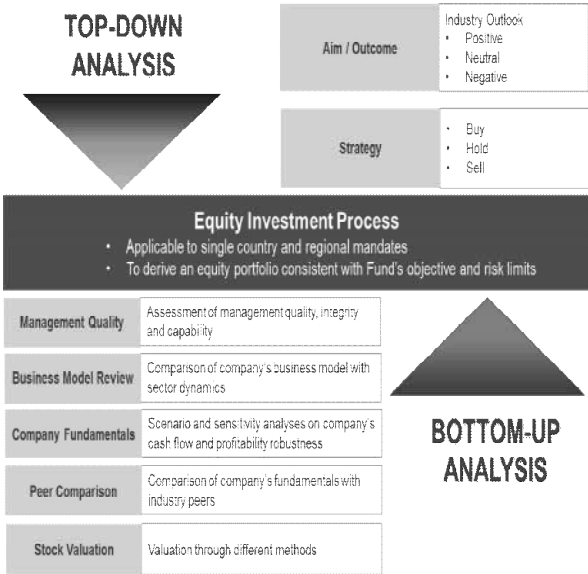 TOP-DOWN
ANALYSIS
Aim / Outcome
Industry Outlook
• Positive
• Neutral
• Negative
Strategy
• Buy
• Hold
• Sell
Equity Investment Process
• Applicable to single country and regional mandates
• To derive an equity portfolio consistent with Fund's objective and risk limits
Management Quality
Assessment of management quality, integrity
and capability
Business Model Review
Comparison of company's business model with
sector dynamics
Company Fundamentals
Scenario and sensitivity analyses on company's
cash flow and profitability robustness
Peer Comparison
Comparison of company's fundamentals with
industry peers
Stock Valuation
Valuation through different methods
BOTTOM-UP
ANALYSIS